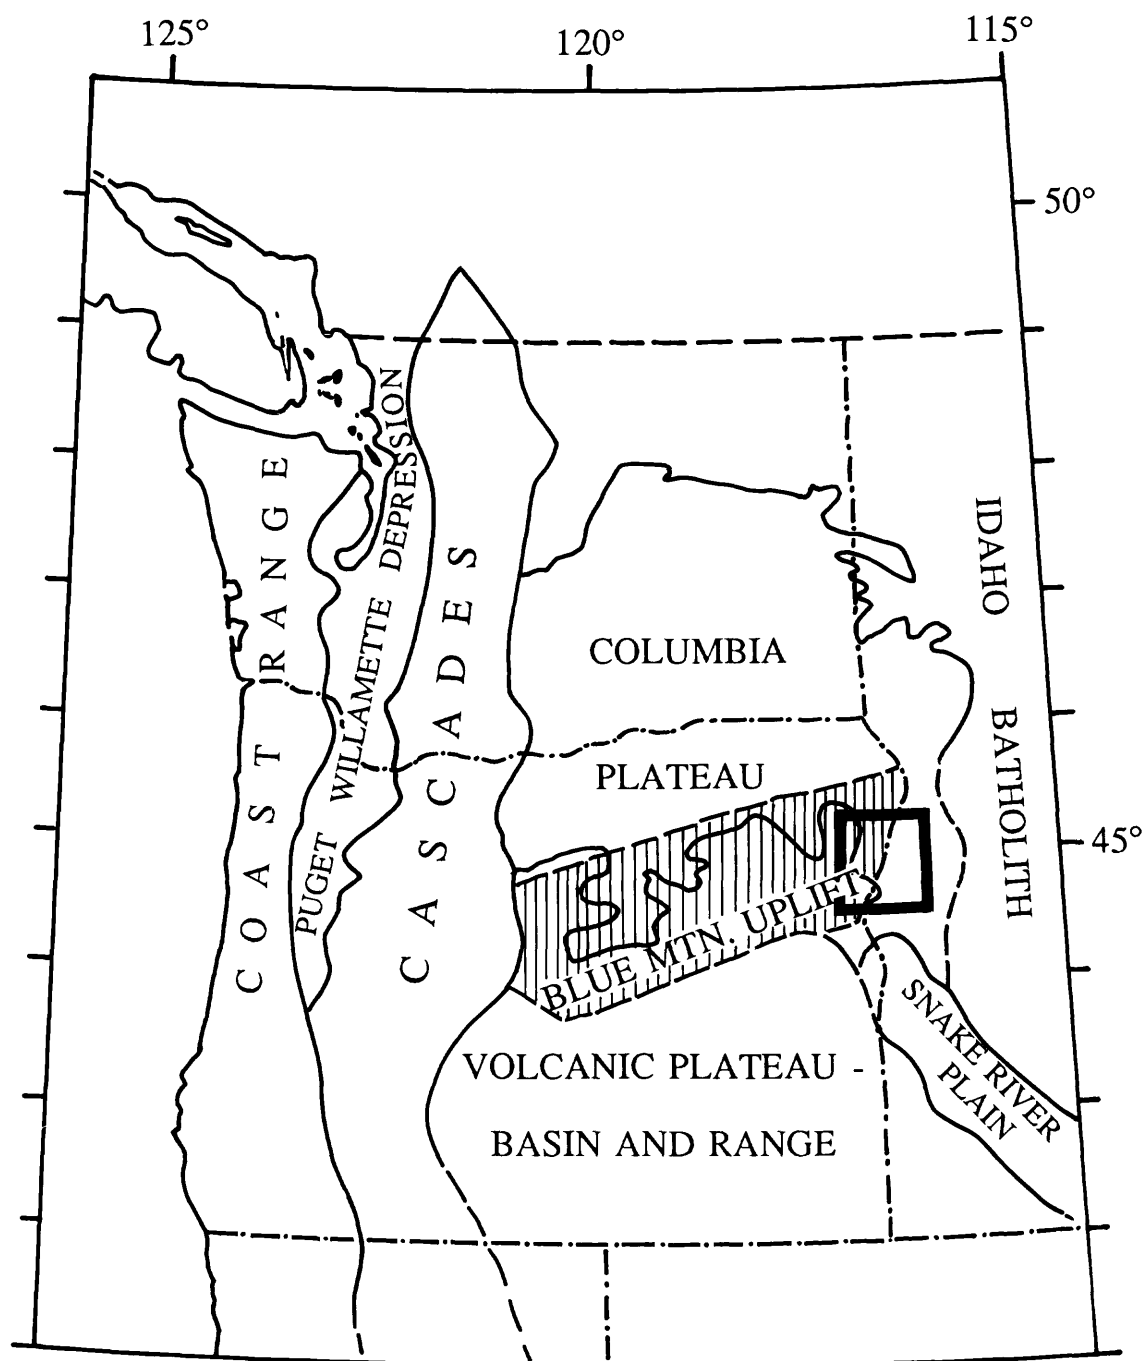 125°
120°
115°
50°
COAST RANGE
PUGET WILLAMETTE DEPRESSION
CASCADES
COLUMBIA
PLATEAU
IDAHO
BATHOLITH
45°
BLUE MTN. UPLIFT
SNAKE RIVER
PLAIN
VOLCANIC PLATEAU -
BASIN AND RANGE